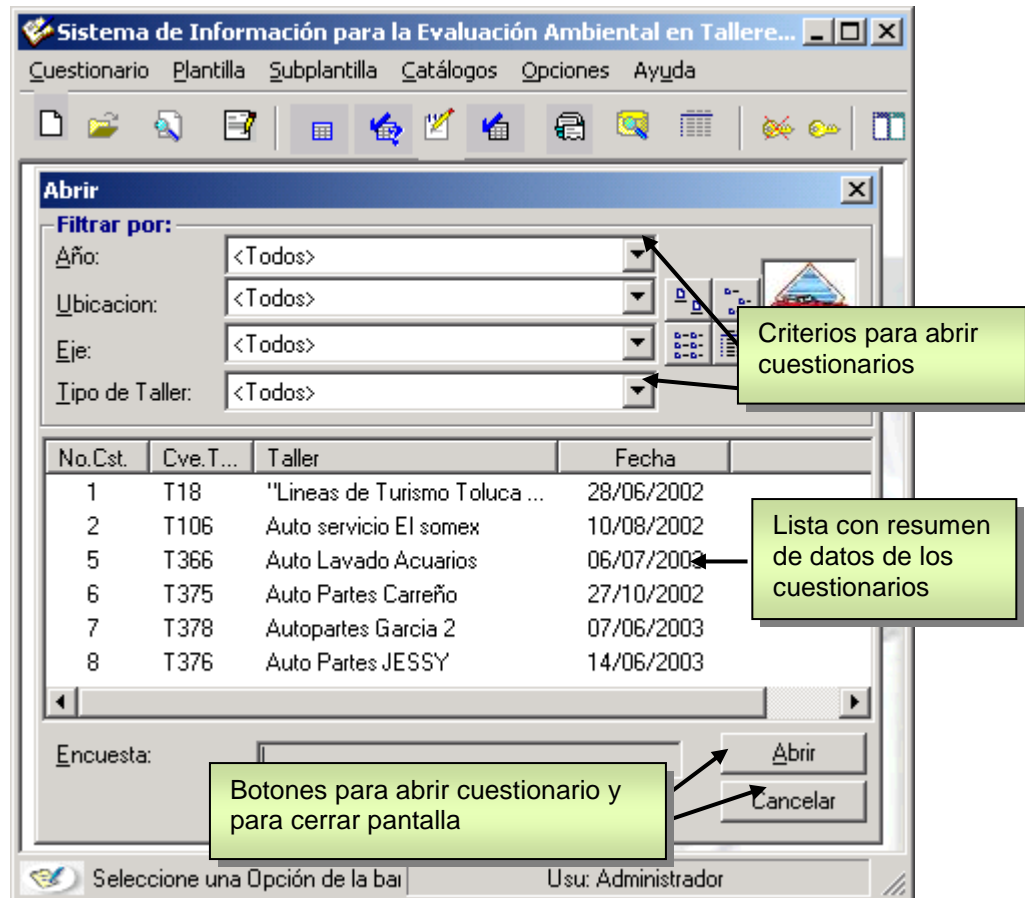 Sistema de Información para la Evaluación Ambiental en Tallere...
Cuestionario Plantilla Subplantilla Catálogos Opciones Ayuda
Abrir
Filtrar por:
Año: <Todos>
Ubicacion: <Todos>
Eje: <Todos>
Tipo de Taller: <Todos>
Criterios para abrir
cuestionarios
No.Cst. Cve.T... Taller Fecha
1 T18 "Lineas de Turismo Toluca ... 28/06/2002
2 T106 Auto servicio El somex 10/08/2002
5 T366 Auto Lavado Acuarios 06/07/2003
6 T375 Auto Partes Carreño 27/10/2002
7 T378 Autopartes Garcia 2 07/06/2003
8 T376 Auto Partes JESSY 14/06/2003
Lista con resumen
de datos de los
cuestionarios
Encuesta: Abrir
Cancelar
Botones para abrir cuestionario y
para cerrar pantalla
Seleccione una Opción de la bar Usu: Administrador